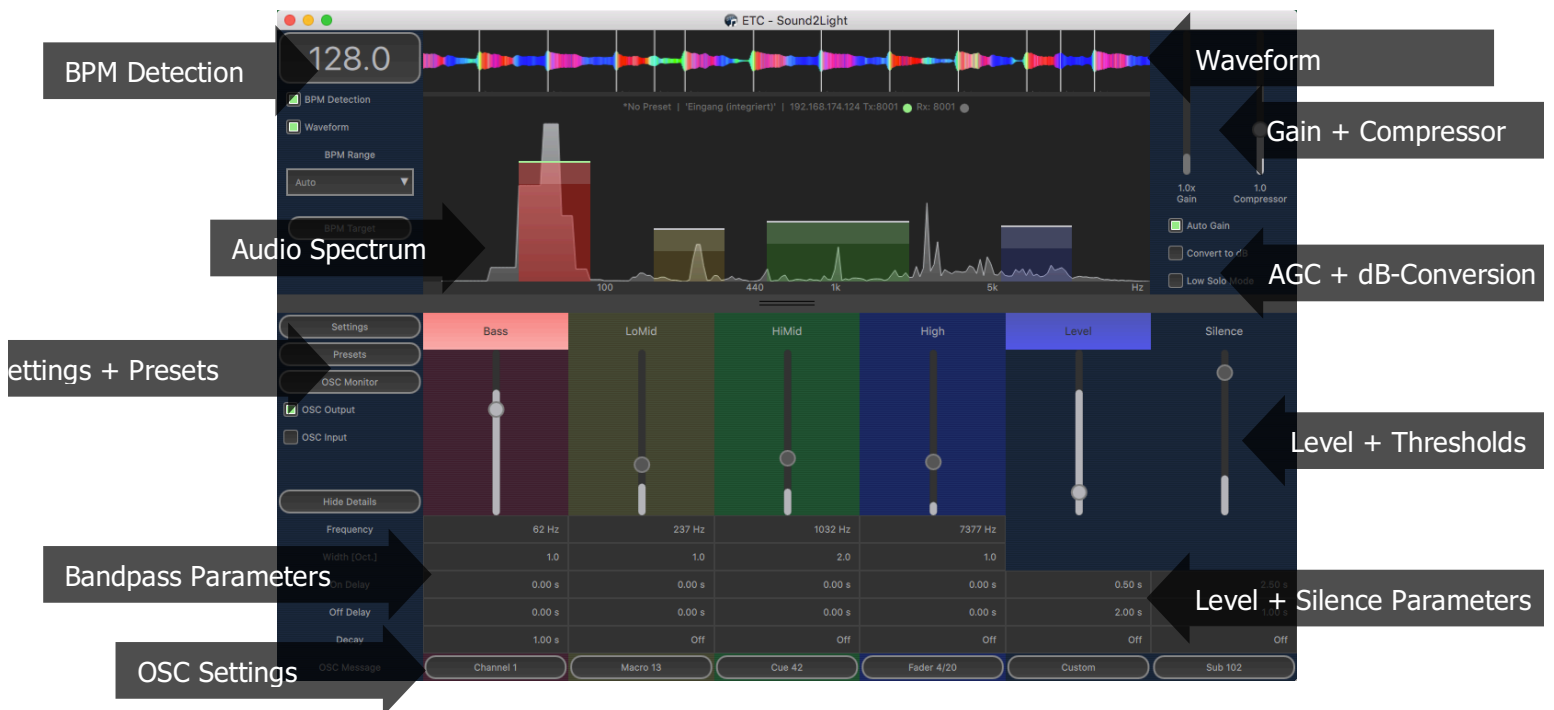 ETC - Sound2Light
BPM Detection
128.0
BPM Detection
Waveform
BPM Range
Auto
BPM Target
*No Preset | 'Eingang (integriert)' | 192.168.174.124 Tx:8001 Rx: 8001
Waveform
Gain + Compressor
1.0x 1.0
Gain Compressor
Auto Gain
Convert to dB
Low Solo Mode
AGC + dB-Conversion
Audio Spectrum
100 440 1k 5k Hz
Settings
Presets
OSC Monitor
OSC Output
OSC Input
ettings + Presets
Hide Details
Bass LoMid HiMid High Level Silence
Level + Thresholds
Frequency 62 Hz 237 Hz 1032 Hz 7377 Hz
Width [Oct.] 1.0 1.0 2.0 1.0
Bandpass Parameters
On Delay 0.00 s 0.00 s 0.00 s 0.00 s 0.50 s 2.50 s
Level + Silence Parameters
Off Delay 0.00 s 0.00 s 0.00 s 0.00 s 2.00 s 1.00 s
Decay 1.00 s Off Off Off Off Off
OSC Settings
OSC Message Channel 1 Macro 13 Cue 42 Fader 4/20 Custom Sub 102